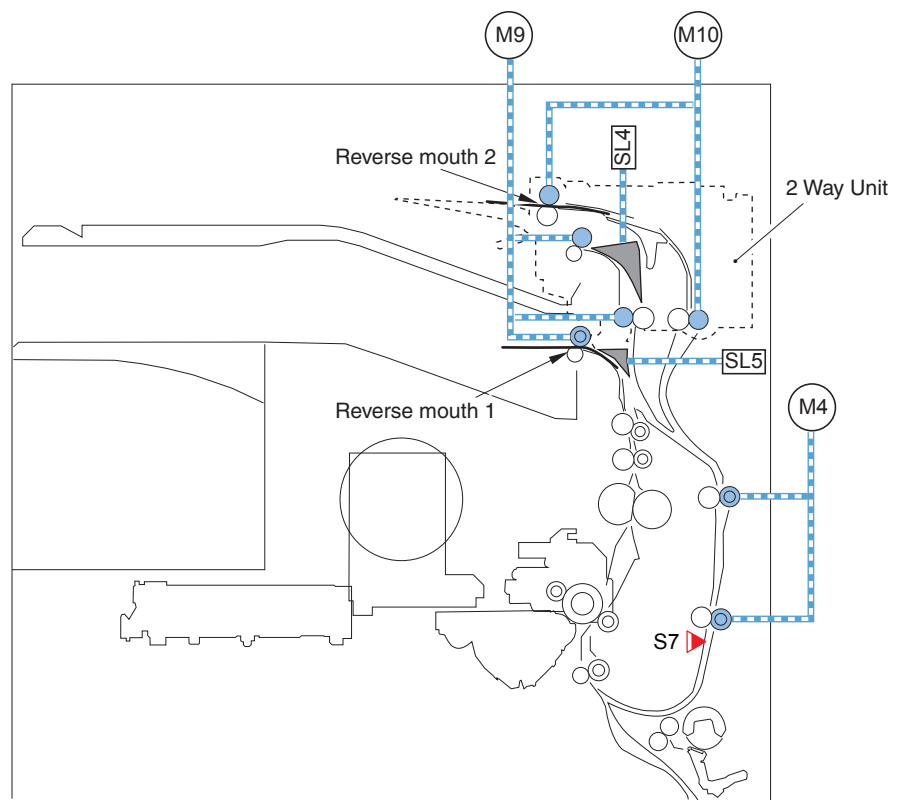 M9
M10
SL4
Reverse mouth 2
2 Way Unit
SL5
Reverse mouth 1
M4
S7